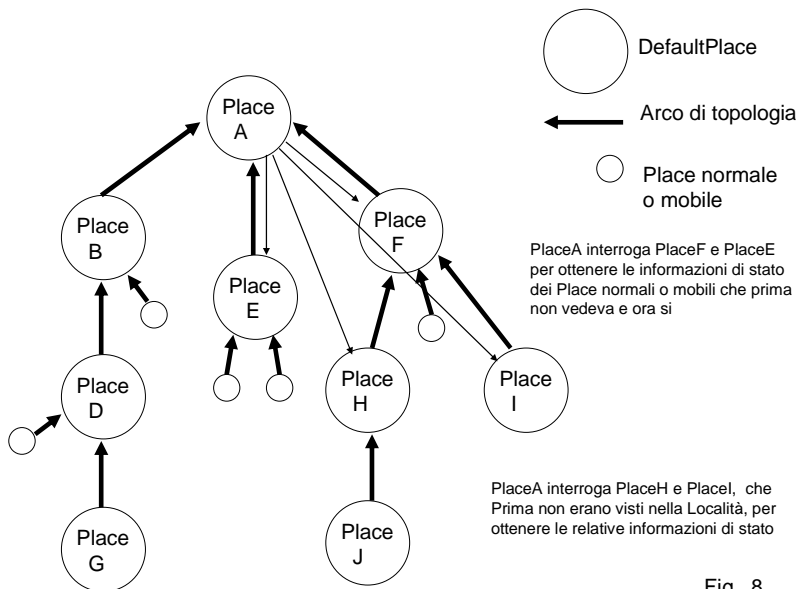 DefaultPlace
Arco di topologia
Place normale
o mobile
Place
A
Place
B
Place
F
Place
E
PlaceA interroga PlaceF e PlaceE
per ottenere le informazioni di stato
dei Place normali o mobili che prima
non vedeva e ora si
Place
D
Place
H
Place
I
PlaceA interroga PlaceH e PlaceI, che
Prima non erano visti nella Località, per
ottenere le relative informazioni di stato
Place
G
Place
J
Fig. 8